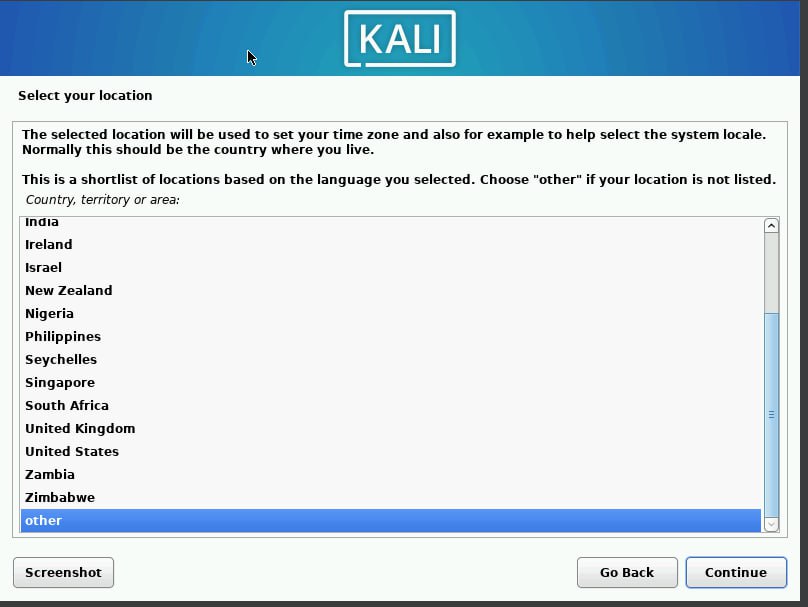 KALI
Select your location
The selected location will be used to set your time zone and also for example to help select the system locale.
Normally this should be the country where you live.
This is a shortlist of locations based on the language you selected. Choose "other" if your location is not listed.
Country, territory or area:
India
Ireland
Israel
New Zealand
Nigeria
Philippines
Seychelles
Singapore
South Africa
United Kingdom
United States
Zambia
Zimbabwe
other
Screenshot
Go Back
Continue